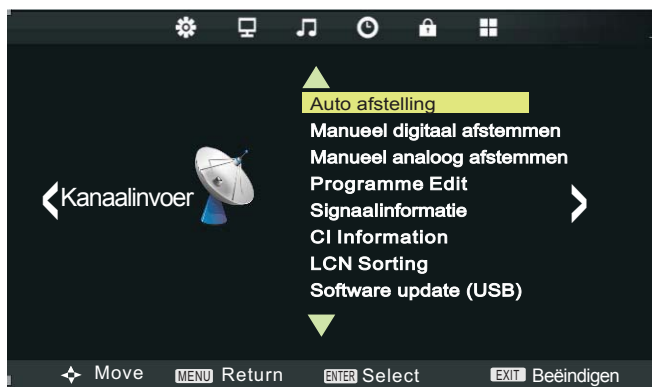 Auto afstelling
Manueel digitaal afstemmen
Manueel analoog afstemmen
Kanaalinvoer
Programme Edit
Signaalinformatie
CI Information
LCN Sorting
Software update (USB)
Move MENU Return ENTER Select EXIT Beëindigen